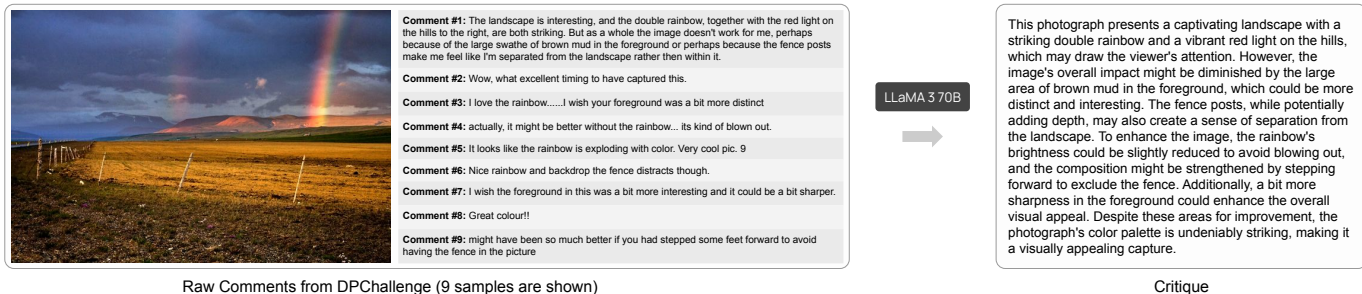 Comment #1: The landscape is interesting, and the double rainbow, together with the red light on
the hills to the right, are both striking. But as a whole the image doesn't work for me, perhaps
because of the large swathe of brown mud in the foreground or perhaps because the fence posts
make me feel like I'm separated from the landscape rather then within it.
Comment #2: Wow, what excellent timing to have captured this.
Comment #3: I love the rainbow......I wish your foreground was a bit more distinct
Comment #4: actually, it might be better without the rainbow... its kind of blown out.
Comment #5: It looks like the rainbow is exploding with color. Very cool pic. 9
Comment #6: Nice rainbow and backdrop the fence distracts though.
Comment #7: I wish the foreground in this was a bit more interesting and it could be a bit sharper.
Comment #8: Great colour!!
Comment #9: might have been so much better if you had stepped some feet forward to avoid
having the fence in the picture
Raw Comments from DPChallenge (9 samples are shown)
LLaMA 3 70B
This photograph presents a captivating landscape with a
striking double rainbow and a vibrant red light on the hills,
which may draw the viewer's attention. However, the
image's overall impact might be diminished by the large
area of brown mud in the foreground, which could be more
distinct and interesting. The fence posts, while potentially
adding depth, may also create a sense of separation from
the landscape. To enhance the image, the rainbow's
brightness could be slightly reduced to avoid blowing out,
and the composition might be strengthened by stepping
forward to exclude the fence. Additionally, a bit more
sharpness in the foreground could enhance the overall
visual appeal. Despite these areas for improvement, the
photograph's color palette is undeniably striking, making it
a visually appealing capture.
Critique